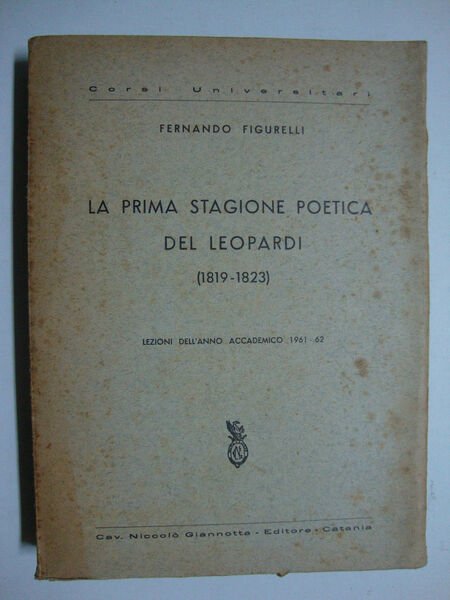 Corsi Universitari
FERNANDO FIGURELLI
LA PRIMA STAGIONE POETICA
DEL LEOPARDI
(1819-1823)
LEZIONI DELL'ANNO ACCADEMICO 1961-62
Cav. Niccolò Giannotta - Editore - Catania